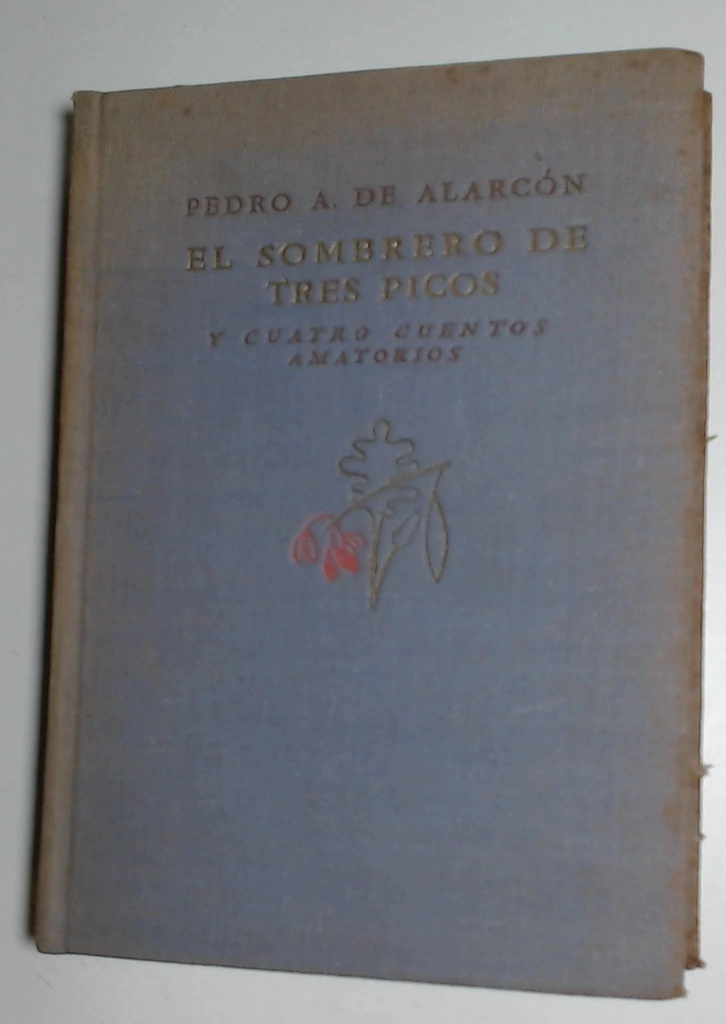 PEDRO A. DE ALARCÓN
EL SOMBRERO DE
TRES PICOS
Y CUATRO CUENTOS
AMATORIOS